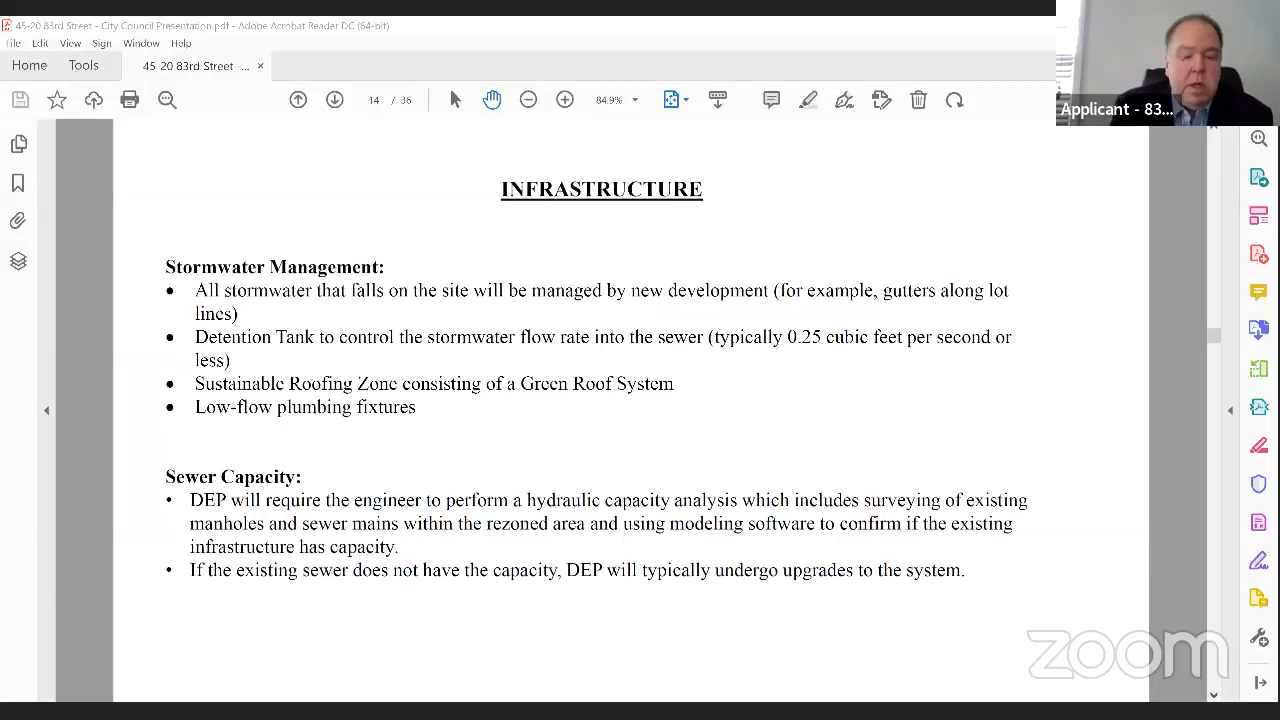 45-20 83rd Street - City Council Presentation.pdf - Adobe Acrobat Reader DC (64-bit)
File Edit View Sign Window Help
Home Tools 45-20 83rd Street - ... ×
14 / 36 84.9%
Applicant - 83...
INFRASTRUCTURE
Stormwater Management:
• All stormwater that falls on the site will be managed by new development (for example, gutters along lot
lines)
• Detention Tank to control the stormwater flow rate into the sewer (typically 0.25 cubic feet per second or
less)
• Sustainable Roofing Zone consisting of a Green Roof System
• Low-flow plumbing fixtures
Sewer Capacity:
• DEP will require the engineer to perform a hydraulic capacity analysis which includes surveying of existing
manholes and sewer mains within the rezoned area and using modeling software to confirm if the existing
infrastructure has capacity.
• If the existing sewer does not have the capacity, DEP will typically undergo upgrades to the system.
zoom